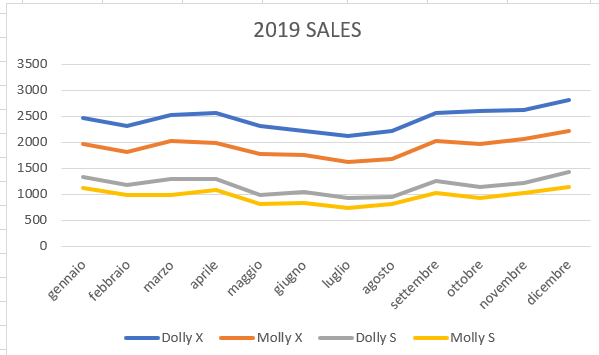 2019 SALES
3500
3000
2500
2000
1500
1000
500
0
gennaio febbraio marzo aprile maggio giugno luglio agosto settembre ottobre novembre dicembre
Dolly X Molly X Dolly S Molly S